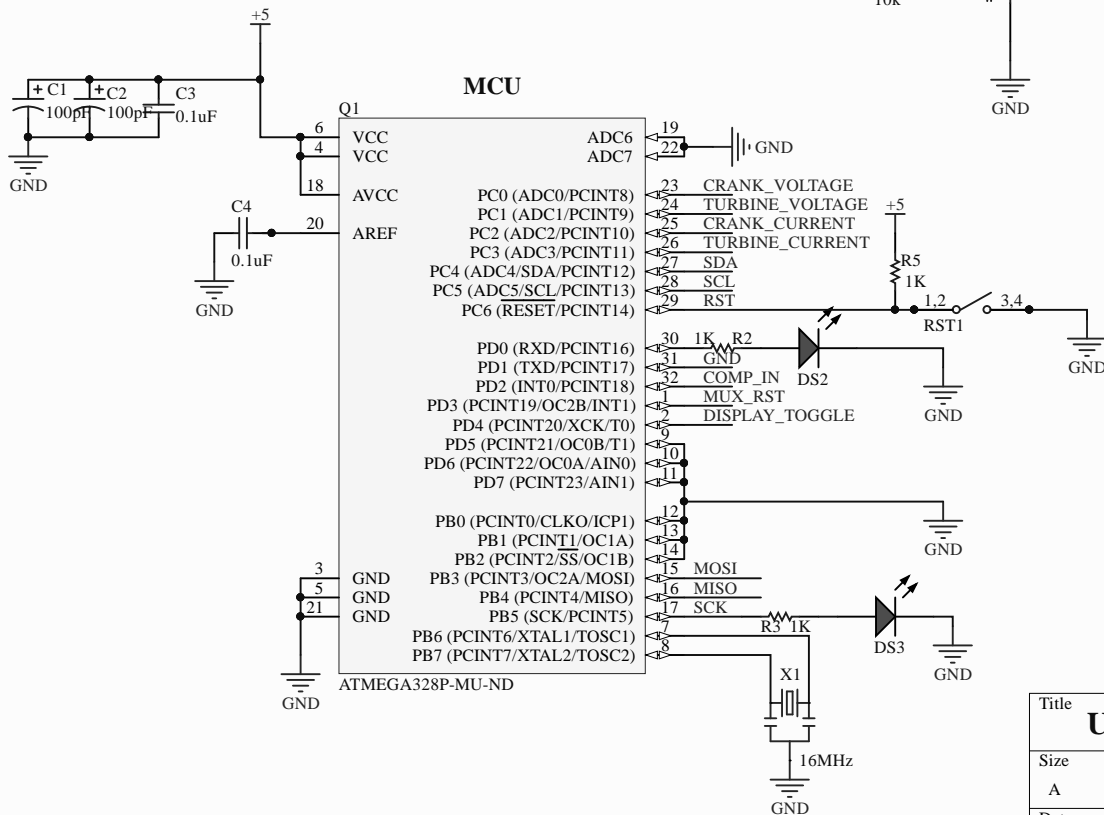 +5
10k
MCU
C1
C2
C3
100pF
100pF
0.1uF
GND
GND
Q1
6 VCC
4 VCC
18 AVCC
20 AREF
C4
0.1uF
GND
3 GND
5 GND
21 GND
GND
ATMEGA328P-MU-ND
ADC6 19
ADC7 22
GND
PC0 (ADC0/PCINT8) 23 CRANK_VOLTAGE
PC1 (ADC1/PCINT9) 24 TURBINE_VOLTAGE
PC2 (ADC2/PCINT10) 25 CRANK_CURRENT
PC3 (ADC3/PCINT11) 26 TURBINE_CURRENT
PC4 (ADC4/SDA/PCINT12) 27 SDA
PC5 (ADC5/SCL/PCINT13) 28 SCL
PC6 (RESET/PCINT14) 29 RST
+5
R5
1K
1,2
3,4
RST1
GND
PD0 (RXD/PCINT16) 30 1K R2
DS2
GND
PD1 (TXD/PCINT17) 31 GND
PD2 (INT0/PCINT18) 32 COMP_IN
PD3 (PCINT19/OC2B/INT1) 1 MUX_RST
PD4 (PCINT20/XCK/T0) 2 DISPLAY_TOGGLE
PD5 (PCINT21/OC0B/T1) 9
PD6 (PCINT22/OC0A/AIN0) 10
PD7 (PCINT23/AIN1) 11
GND
PB0 (PCINT0/CLKO/ICP1) 12
PB1 (PCINT1/OC1A) 13
PB2 (PCINT2/SS/OC1B) 14
PB3 (PCINT3/OC2A/MOSI) 15 MOSI
PB4 (PCINT4/MISO) 16 MISO
PB5 (SCK/PCINT5) 17 SCK
R3 1K
DS3
GND
PB6 (PCINT6/XTAL1/TOSC1) 7
PB7 (PCINT7/XTAL2/TOSC2) 8
X1
16MHz
GND
Title
Size
A